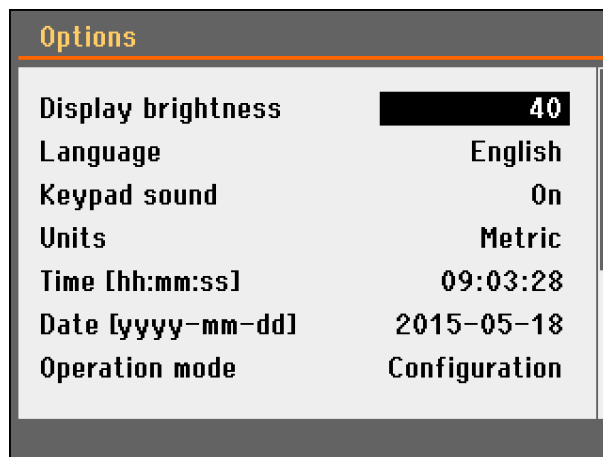 Options
Display brightness 40
Language English
Keypad sound On
Units Metric
Time [hh:mm:ss] 09:03:28
Date [yyyy-mm-dd] 2015-05-18
Operation mode Configuration